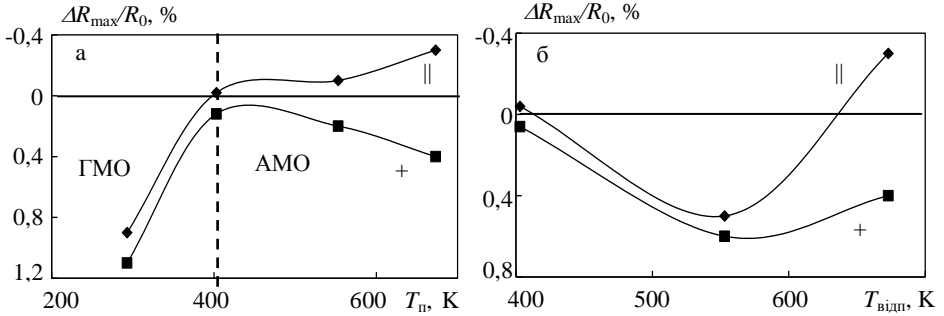 ΔRmax/R0, %
-0,4
а
||
0
0,4
ГМО
АМО
+
0,8
1,2
200
400
600
Tп, K
ΔRmax/R0, %
-0,4
б
||
0
0,4
+
0,8
400
500
600
Tвідп, K